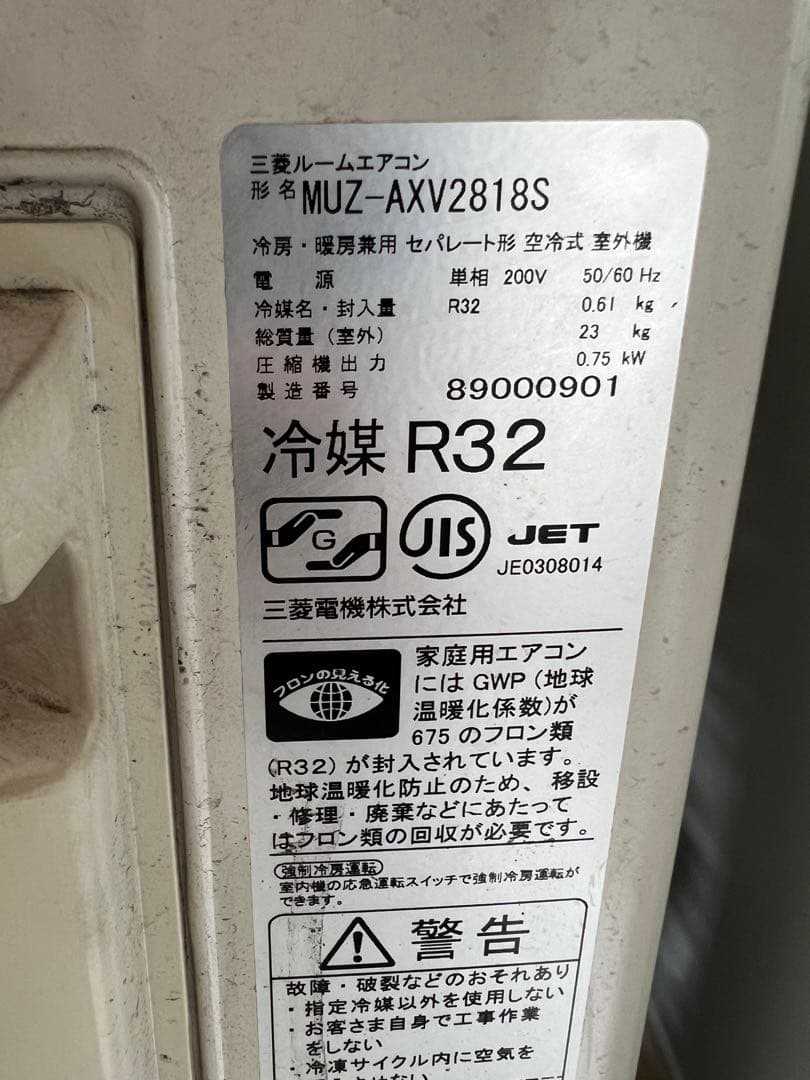 三菱ルームエアコン
形名 MUZ-AXV2818S
冷房・暖房兼用 セパレート形 空冷式 室外機
電源 単相 200V 50/60 Hz
冷媒名・封入量 R32 0.61 kg
総質量(室外) 23 kg
圧縮機出力 0.75 kW
製造番号 89000901
冷媒 R32
G
JIS JET
JE0308014
三菱電機株式会社
フロンの見える化
家庭用エアコン
には GWP(地球
温暖化係数)が
675 のフロン類
(R32)が封入されています。
地球温暖化防止のため、移設
・修理・廃棄などにあたって
はフロン類の回収が必要です。
強制冷房運転
室内機の応急運転スイッチで強制冷房運転が
できます。
警告
故障・破裂などのおそれあり
・指定冷媒以外を使用しない
・お客さま自身で工事作業
をしない
・冷凍サイクル内に空気を